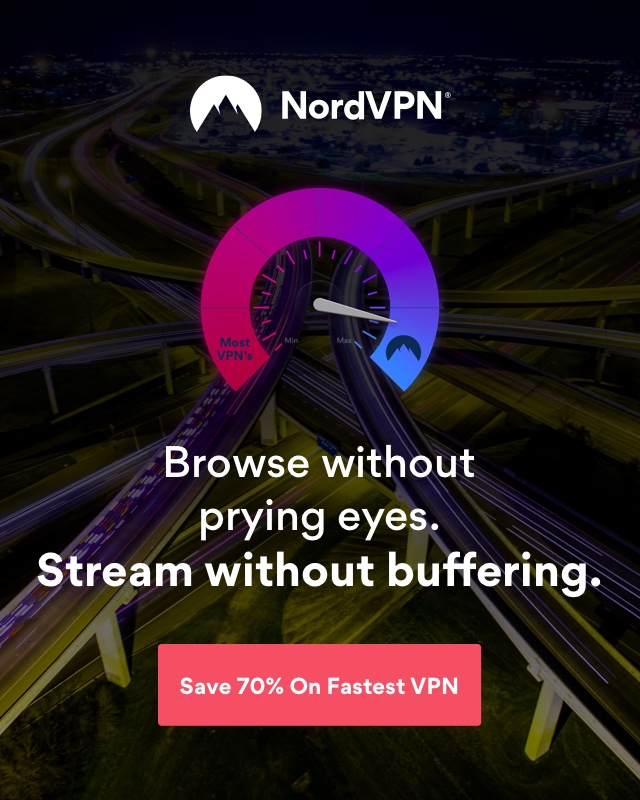 NordVPN®
Most
VPN's
Min
Max
Browse without
prying eyes.
Stream without buffering.
Save 70% On Fastest VPN